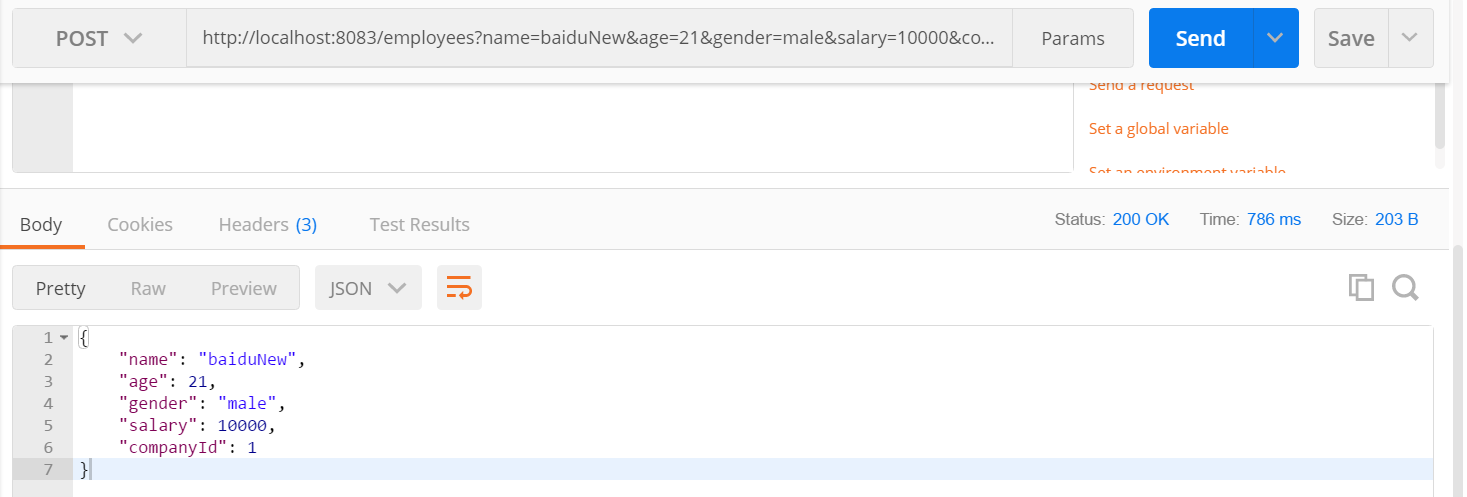 POST http://localhost:8083/employees?name=baiduNew&age=21&gender=male&salary=10000&co... Params Send Save
Send a request
Set a global variable
Set an environment variable
Body Cookies Headers (3) Test Results Status: 200 OK Time: 786 ms Size: 203 B
Pretty Raw Preview JSON
1 {
2 "name": "baiduNew",
3 "age": 21,
4 "gender": "male",
5 "salary": 10000,
6 "companyId": 1
7 }